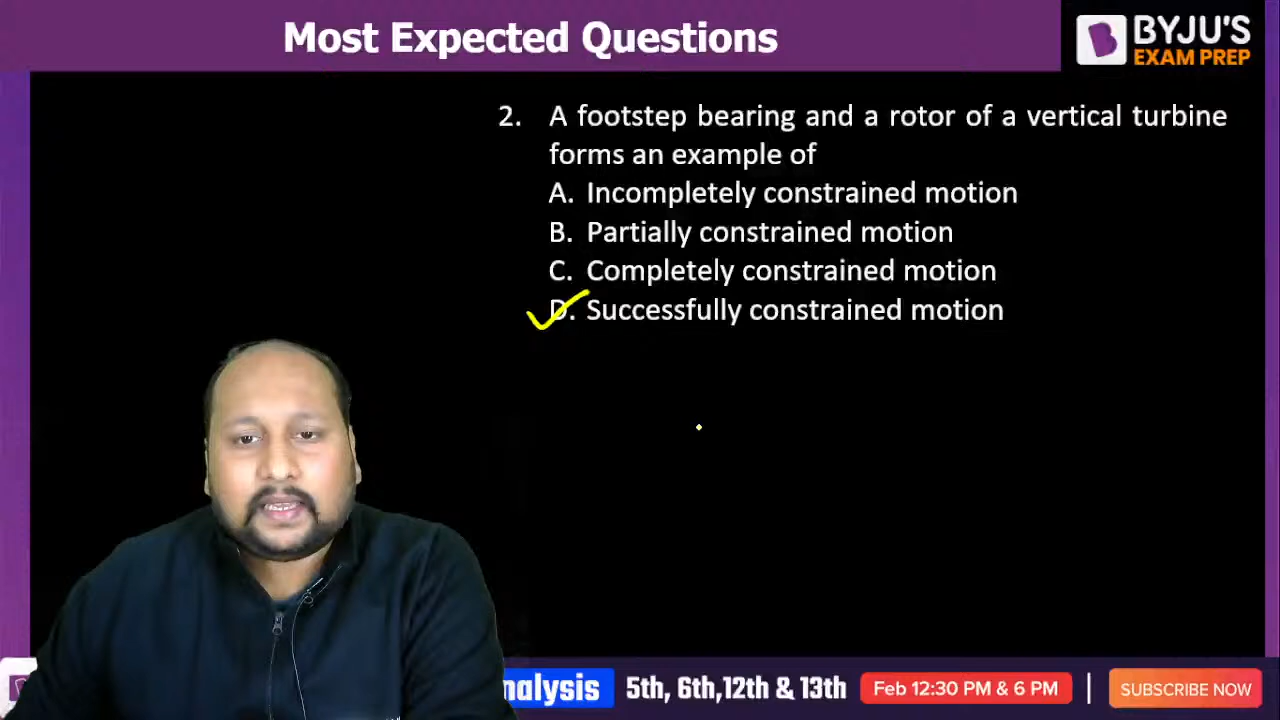 Most Expected Questions
BYJU'S
EXAM PREP
2. A footstep bearing and a rotor of a vertical turbine
forms an example of
A. Incompletely constrained motion
B. Partially constrained motion
C. Completely constrained motion
D. Successfully constrained motion
5th, 6th,12th & 13th
Feb 12:30 PM & 6 PM
SUBSCRIBE NOW